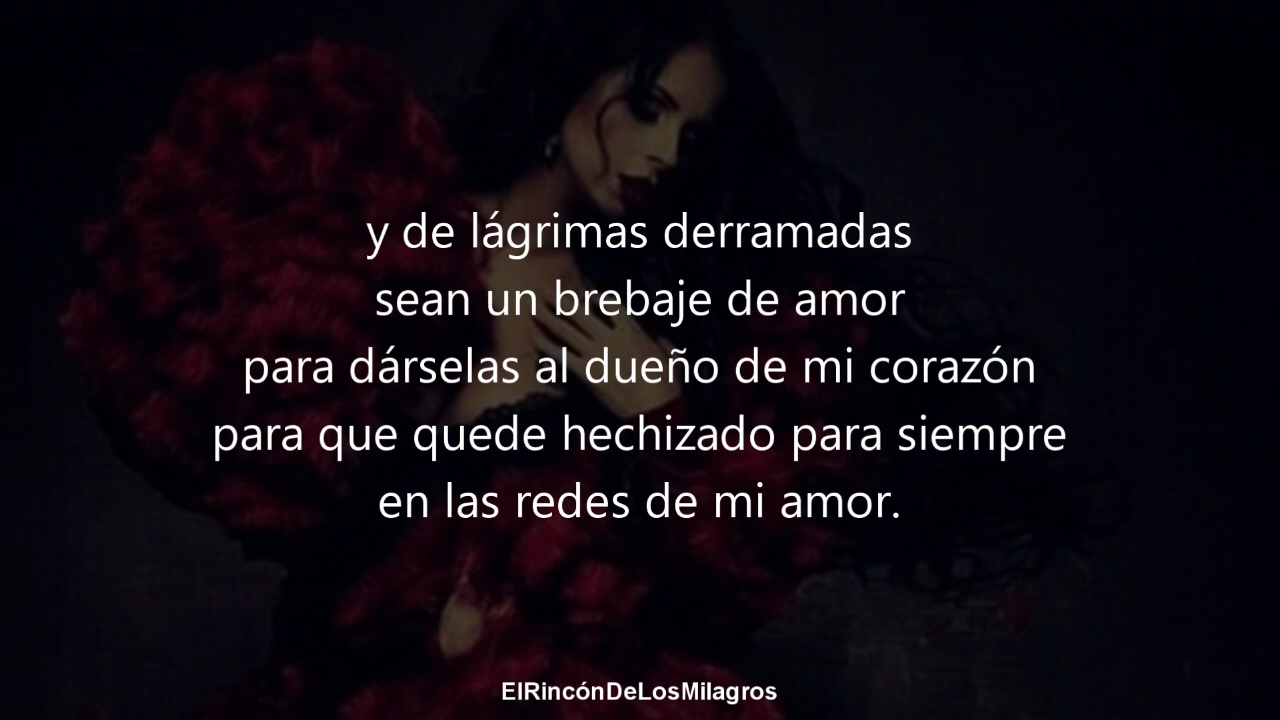 y de lágrimas derramadas
sean un brebaje de amor
para dárselas al dueño de mi corazón
para que quede hechizado para siempre
en las redes de mi amor.
ElRincónDeLosMilagros